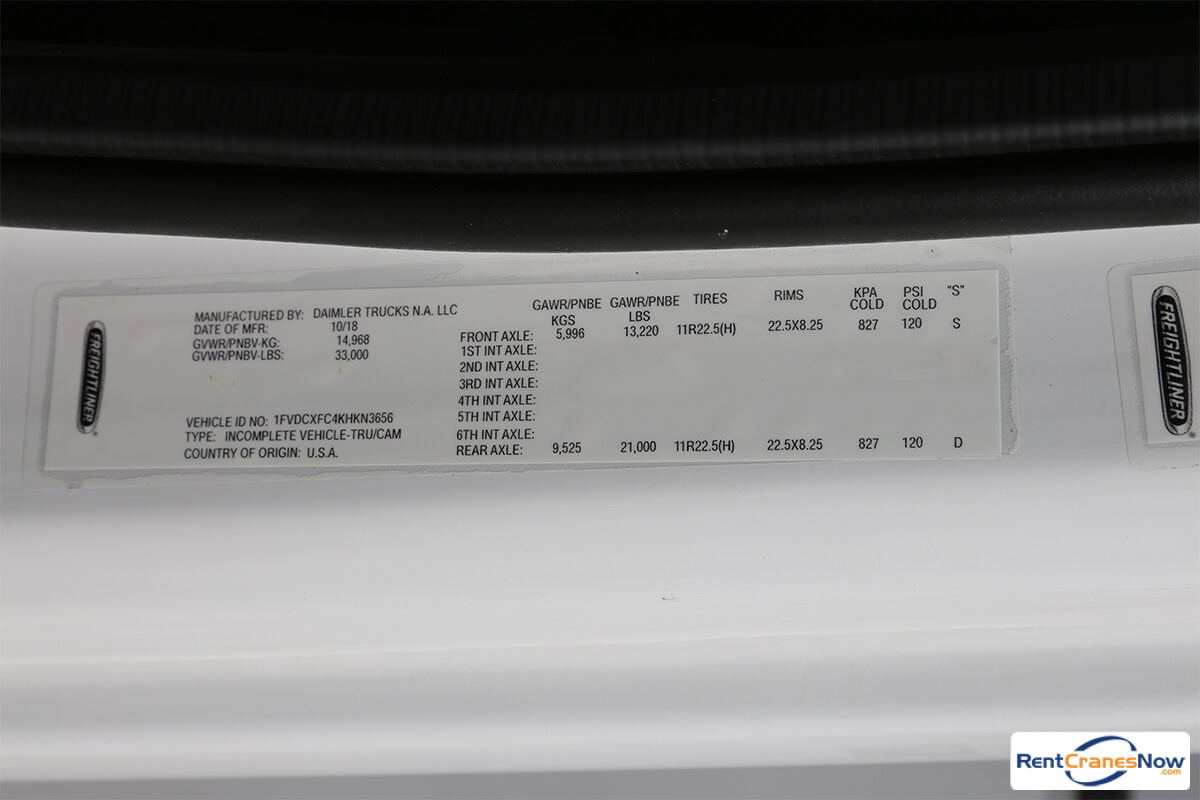 FREIGHTLINER
MANUFACTURED BY: DAIMLER TRUCKS N.A. LLC
DATE OF MFR: 10/18
GVWR/PNBV-KG: 14,968
GVWR/PNBV-LBS: 33,000
VEHICLE ID NO: 1FVDCXFC4KHKN3656
TYPE: INCOMPLETE VEHICLE-TRU/CAM
COUNTRY OF ORIGIN: U.S.A.
GAWR/PNBE GAWR/PNBE TIRES RIMS KPA PSI "S"
KGS LBS COLD COLD
FRONT AXLE: 5,996 13,220 11R22.5(H) 22.5X8.25 827 120 S
1ST INT AXLE:
2ND INT AXLE:
3RD INT AXLE:
4TH INT AXLE:
5TH INT AXLE:
6TH INT AXLE:
REAR AXLE: 9,525 21,000 11R22.5(H) 22.5X8.25 827 120 D
FREIGHTLINER
RentCranesNow
.com